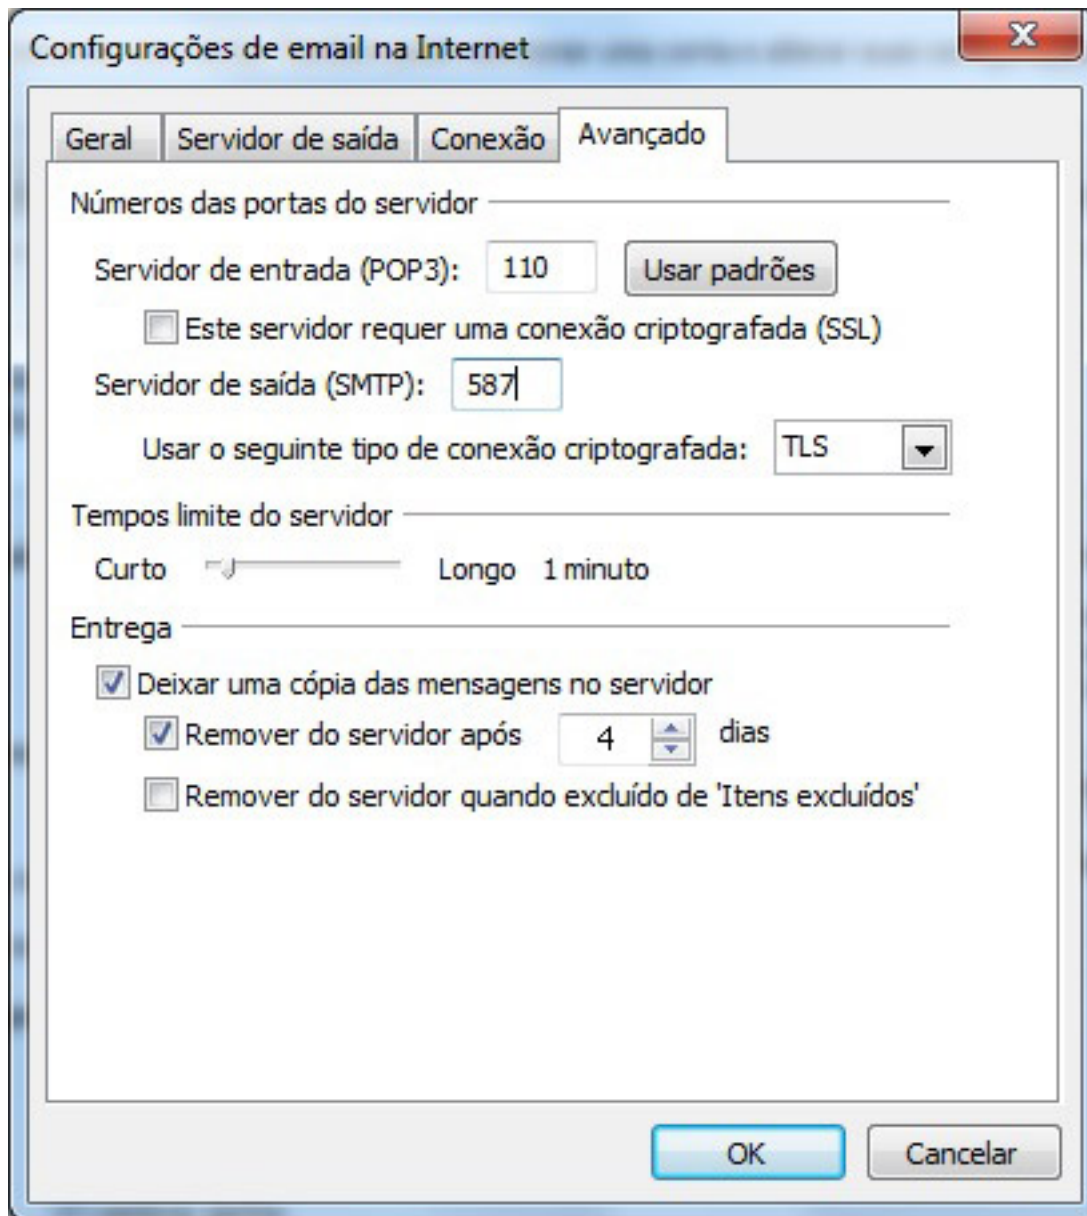 Configurações de email na Internet
Geral Servidor de saída Conexão Avançado
Números das portas do servidor
Servidor de entrada (POP3): 110 Usar padrões
Este servidor requer uma conexão criptografada (SSL)
Servidor de saída (SMTP): 587
Usar o seguinte tipo de conexão criptografada: TLS
Tempos limite do servidor
Curto Longo 1 minuto
Entrega
Deixar uma cópia das mensagens no servidor
Remover do servidor após 4 dias
Remover do servidor quando excluído de 'Itens excluídos'
OK Cancelar